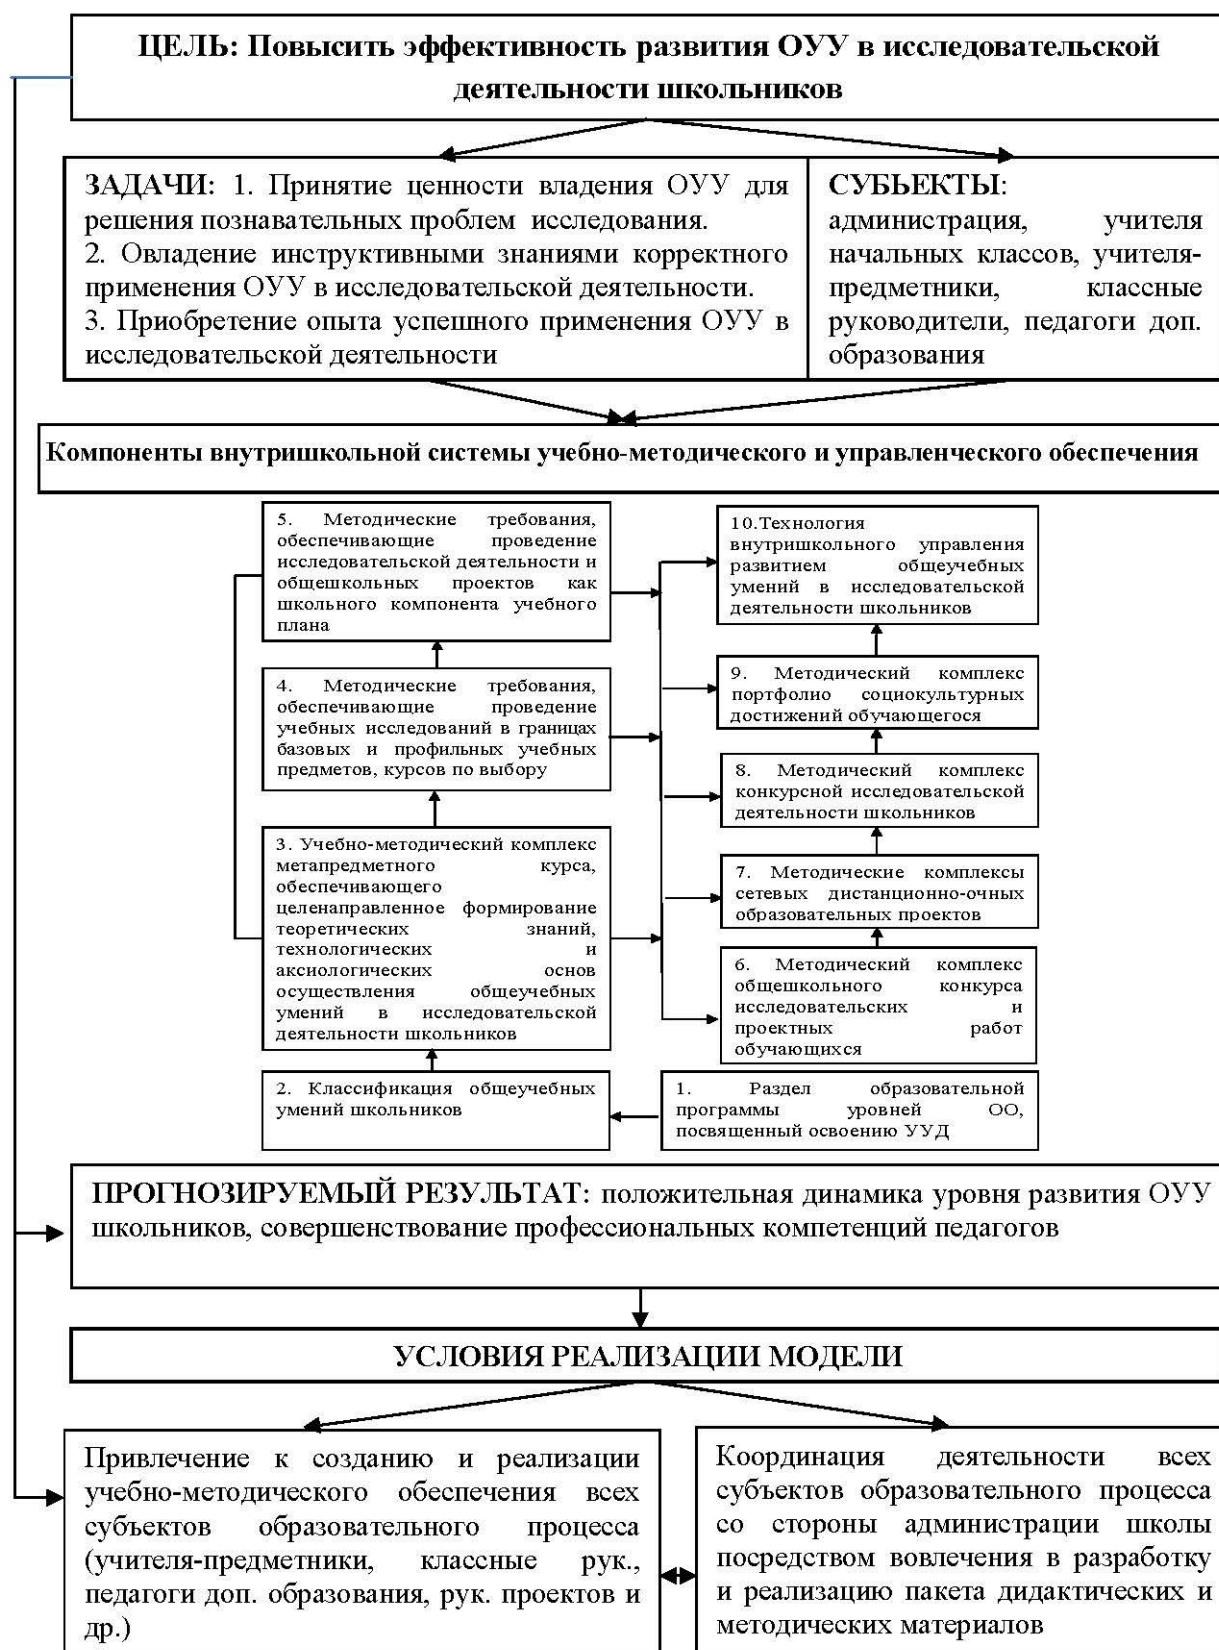 ЦЕЛЬ: Повысить эффективность развития ОУУ в исследовательской
деятельности школьников
ЗАДАЧИ: 1. Принятие ценности владения ОУУ для
решения познавательных проблем исследования.
2. Овладение инструктивными знаниями корректного
применения ОУУ в исследовательской деятельности.
3. Приобретение опыта успешного применения ОУУ в
исследовательской деятельности
СУБЬЕКТЫ:
администрация, учителя
начальных классов, учителя-
предметники, классные
руководители, педагоги доп.
образования
Компоненты внутришкольной системы учебно-методического и управленческого обеспечения
5. Методические требования,
обеспечивающие проведение
исследовательской деятельности и
общешкольных проектов как
школьного компонента учебного
плана
4. Методические требования,
обеспечивающие проведение
учебных исследований в границах
базовых и профильных учебных
предметов, курсов по выбору
3. Учебно-методический комплекс
метапредметного курса,
обеспечивающего
целенаправленное формирование
теоретических знаний,
технологических и
аксиологических основ
осуществления общеучебных
умений в исследовательской
деятельности школьников
2. Классификация общеучебных
умений школьников
10.Технология
внутришкольного управления
развитием общеучебных
умений в исследовательской
деятельности школьников
9. Методический комплекс
портфолио социокультурных
достижений обучающегося
8. Методический комплекс
конкурсной исследовательской
деятельности школьников
7. Методические комплексы
сетевых дистанционно-очных
образовательных проектов
6. Методический комплекс
общешкольного конкурса
исследовательских и
проектных работ
обучающихся
1. Раздел образовательной
программы уровней ОО,
посвященный освоению УУД
ПРОГНОЗИРУЕМЫЙ РЕЗУЛЬТАТ: положительная динамика уровня развития ОУУ
школьников, совершенствование профессиональных компетенций педагогов
УСЛОВИЯ РЕАЛИЗАЦИИ МОДЕЛИ
Привлечение к созданию и реализации
учебно-методического обеспечения всех
субъектов образовательного процесса
(учителя-предметники, классные рук.,
педагоги доп. образования, рук. проектов и
др.)
Координация деятельности всех
субъектов образовательного процесса
со стороны администрации школы
посредством вовлечения в разработку
и реализацию пакета дидактических и
методических материалов